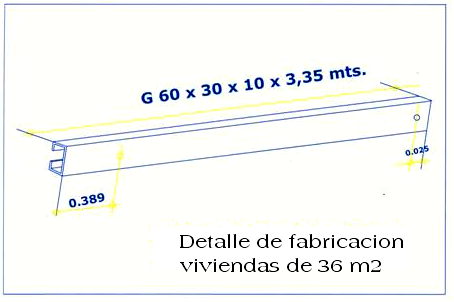 G 60 x 30 x 10 x 3,35 mts.
0.025
0.389
Detalle de fabricacion
viviendas de 36 m2